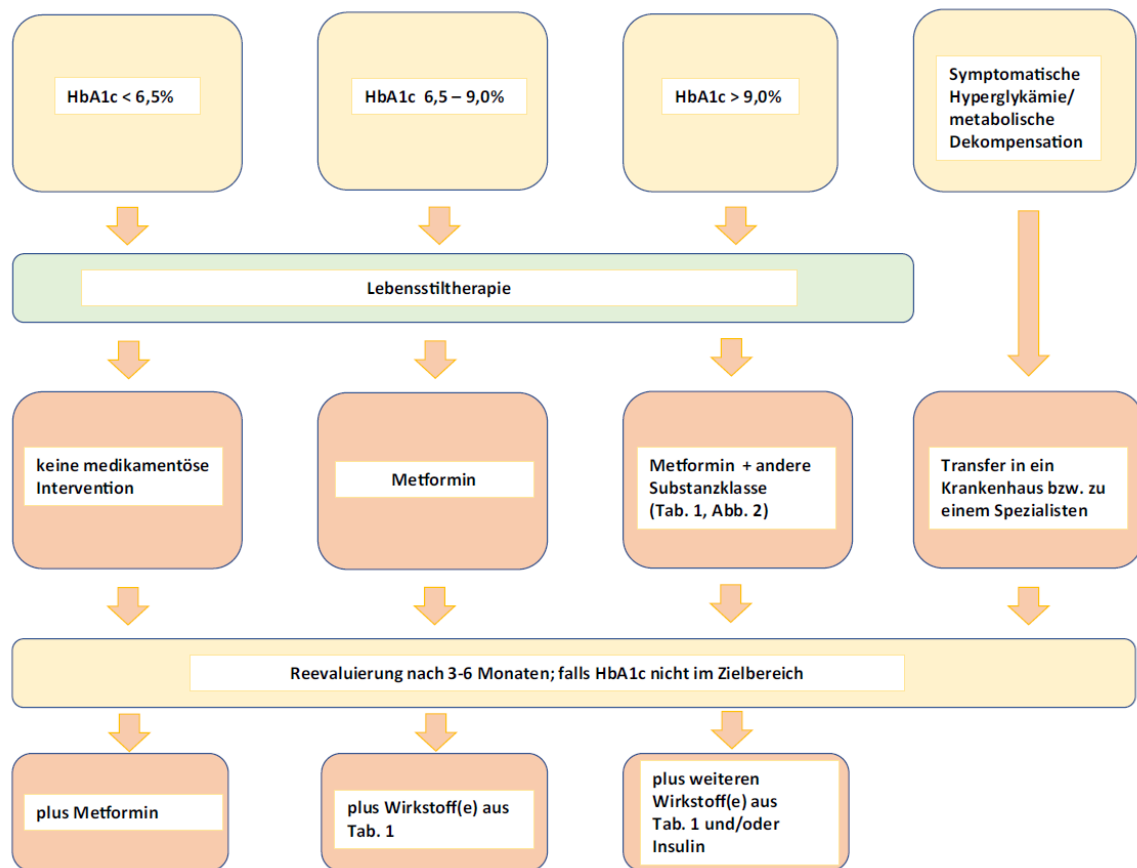 HbA1c < 6,5%
HbA1c 6,5 – 9,0%
HbA1c > 9,0%
Symptomatische
Hyperglykämie/
metabolische
Dekompensation
Lebensstiltherapie
keine medikamentöse
Intervention
Metformin
Metformin + andere
Substanzklasse
(Tab. 1, Abb. 2)
Transfer in ein
Krankenhaus bzw. zu
einem Spezialisten
Reevaluierung nach 3-6 Monaten; falls HbA1c nicht im Zielbereich
plus Metformin
plus Wirkstoff(e) aus
Tab. 1
plus weiteren
Wirkstoff(e) aus
Tab. 1 und/oder
Insulin